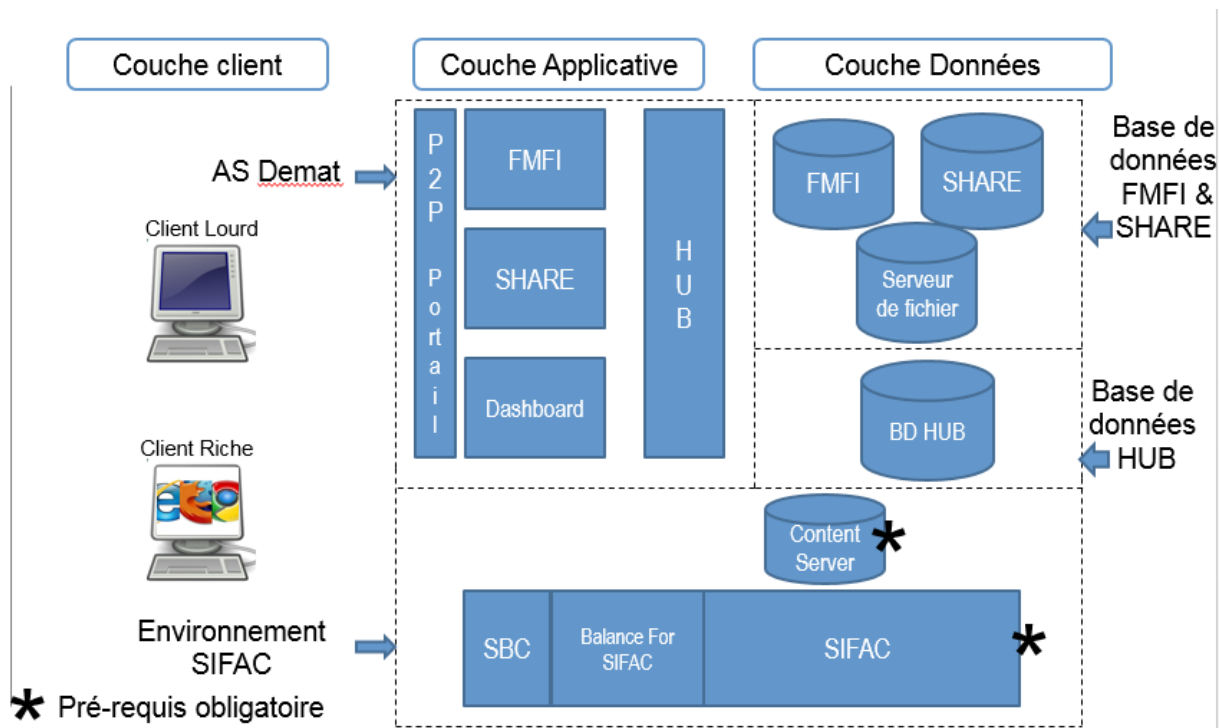 Couche client
Couche Applicative
Couche Données
AS Demat
Client Lourd
Client Riche
Environnement
SIFAC
* Pré-requis obligatoire
P2P Portail
FMFI
SHARE
Dashboard
HUB
FMFI
SHARE
Serveur
de fichier
BD HUB
Base de
données
FMFI &
SHARE
Base de
données
HUB
Content
Server
*
SBC
Balance For
SIFAC
SIFAC
*